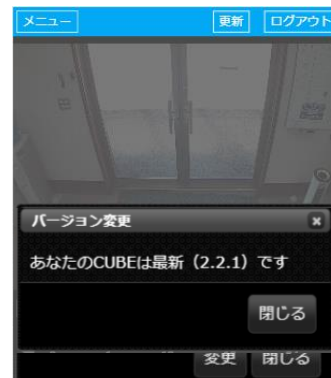 メニュー
更新
ログアウト
バージョン変更
あなたのCUBEは最新（2.2.1）です
閉じる
変更
閉じる